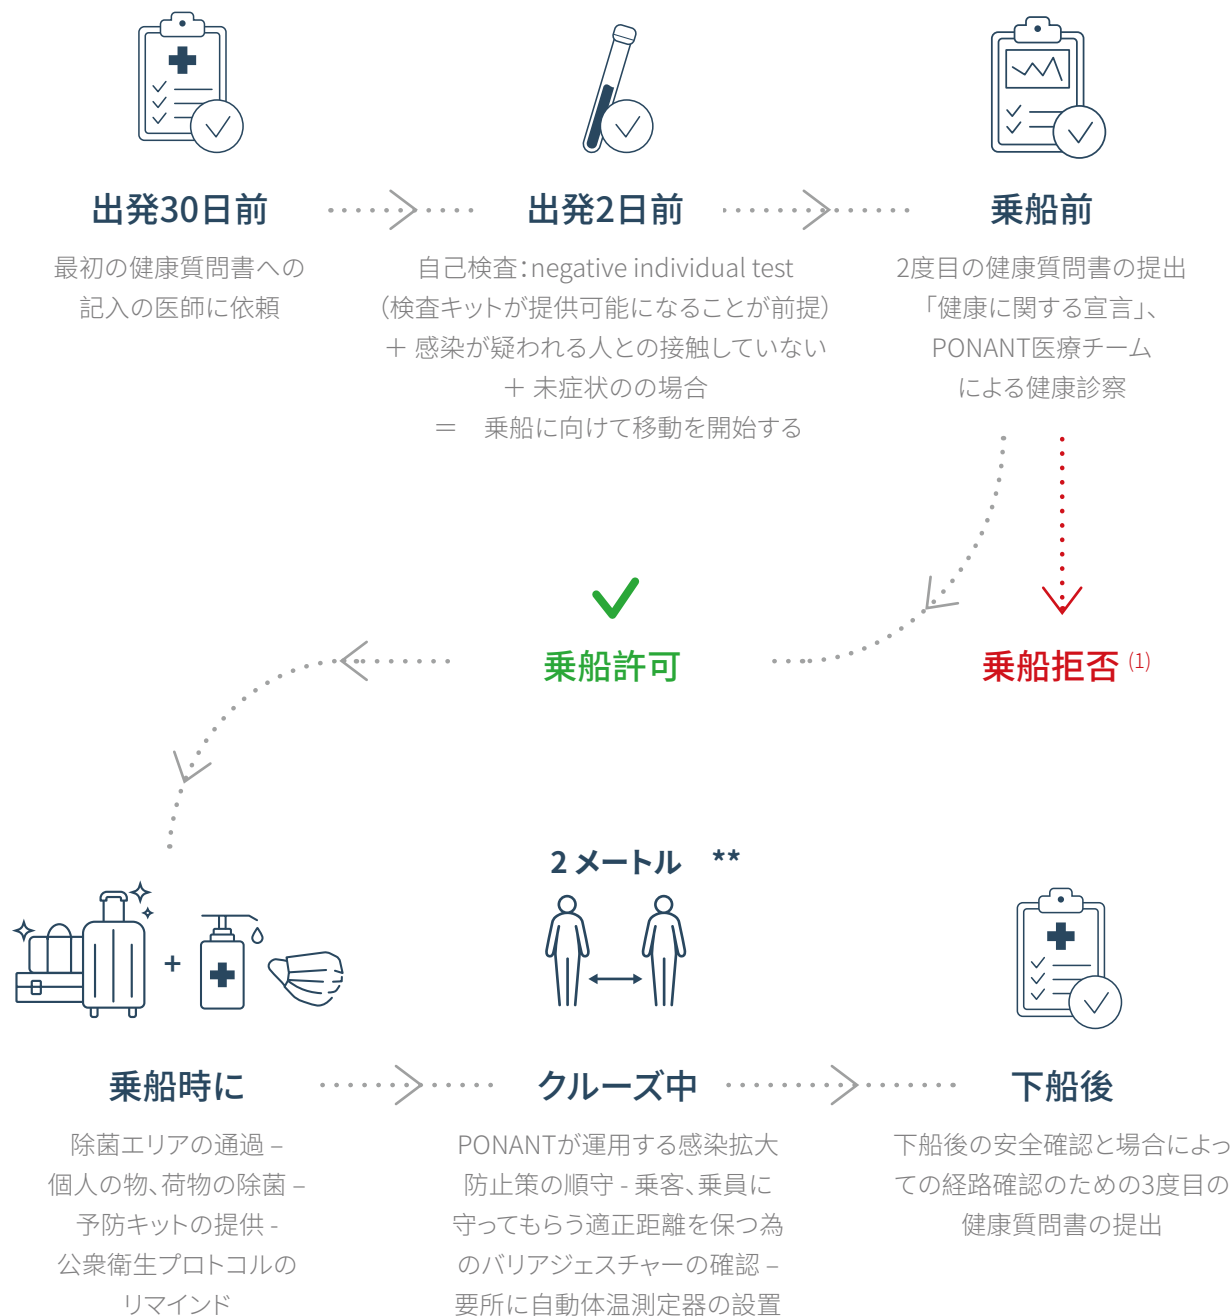 出発30日前
最初の健康質問書への
記入の医師に依頼
出発2日前
自己検査：negative individual test
（検査キットが提供可能になることが前提）
＋ 感染が疑われる人との接触していない
＋ 未症状のの場合
＝　乗船に向けて移動を開始する
乗船前
2度目の健康質問書の提出
「健康に関する宣言」、
PONANT医療チーム
による健康診察
乗船許可
乗船拒否 (1)
+
乗船時に
除菌エリアの通過 –
個人の物、荷物の除菌 –
予防キットの提供 -
公衆衛生プロトコルの
リマインド
2 メートル　**
クルーズ中
PONANTが運用する感染拡大
防止策の順守 - 乗客、乗員に
守ってもらう適正距離を保つ為
のバリアジェスチャーの確認 –
要所に自動体温測定器の設置
下船後
下船後の安全確認と場合によっ
ての経路確認のための3度目の
健康質問書の提出